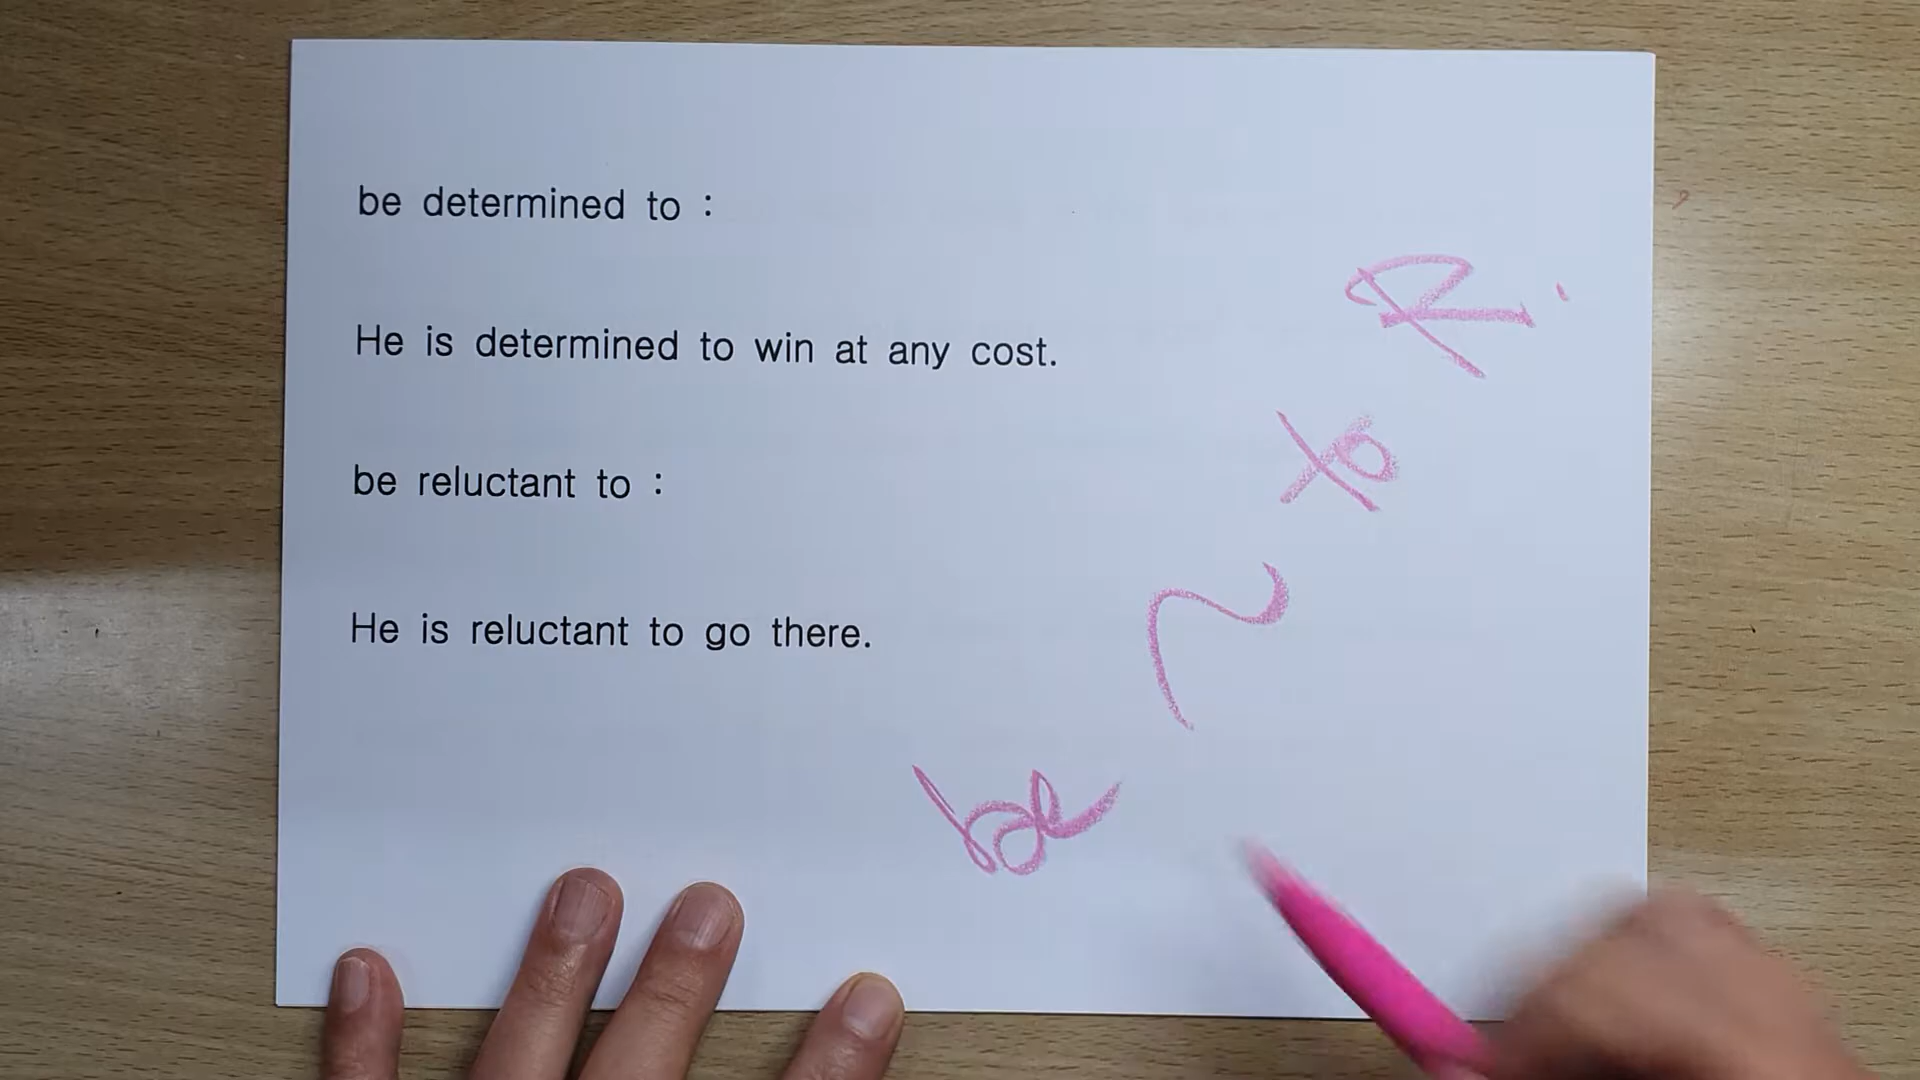 be determined to :
He is determined to win at any cost.
be reluctant to :
He is reluctant to go there.
be ~ to R.